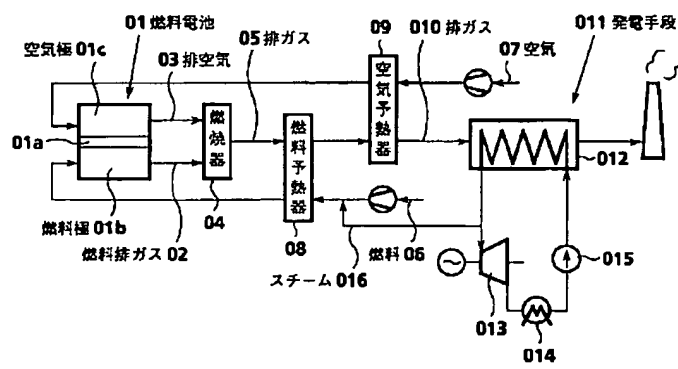 01 燃料電池
05 排ガス
09
010 排ガス
011 発電手段
空気極 01c
03 排空気
07 空気
空気予熱器
燃焼器
燃料予熱器
01a
012
04
燃料極 01b
08
燃料 06
燃料排ガス 02
スチーム 016
015
013
014